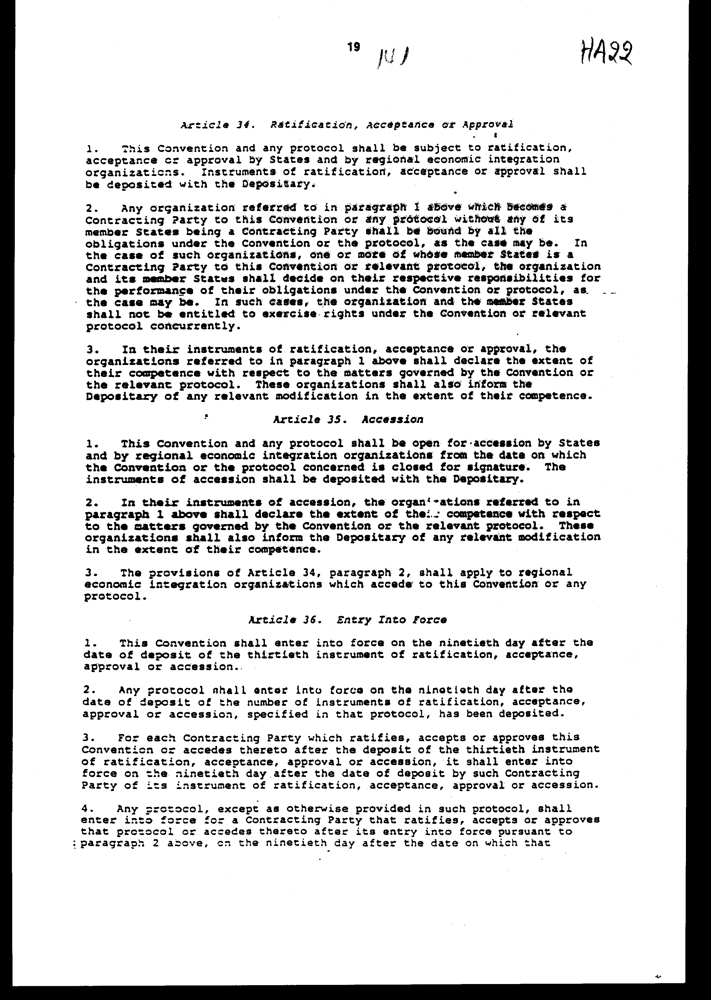 19
HA22
Article 34. Ratification, Acceptance or Approval
1. This Convention and any protocol shall be subject to ratification,
acceptance or approval by States and by regional economic integration
organizations. Instruments of ratification, acceptance or approval shall
be deposited with the Depositary.
2. Any organization referred to in paragraph 1 above which becomes a
Contracting Party to this Convention or any protocol without any of its
member States being a Contracting Party shall be bound by all the
obligations under the Convention or the protocol, as the case may be. In
the case of such organizations, one or more of whose member States is a
Contracting Party to this Convention or relevant protocol, the organization
and its member States shall decide on their respective responsibilities for
the performance of their obligations under the Convention or protocol, as
the case may be. In such cases, the organization and the member States
shall not be entitled to exercise rights under the Convention or relevant
protocol concurrently.
3. In their instruments of ratification, acceptance or approval, the
organizations referred to in paragraph 1 above shall declare the extent of
their competence with respect to the matters governed by the Convention or
the relevant protocol. These organizations shall also inform the
Depositary of any relevant modification in the extent of their competence.
Article 35. Accession
1. This Convention and any protocol shall be open for accession by States
and by regional economic integration organizations from the date on which
the Convention or the protocol concerned is closed for signature. The
instruments of accession shall be deposited with the Depositary.
2. In their instruments of accession, the organizations referred to in
paragraph 1 above shall declare the extent of their competence with respect
to the matters governed by the Convention or the relevant protocol. These
organizations shall also inform the Depositary of any relevant modification
in the extent of their competence.
3. The provisions of Article 34, paragraph 2, shall apply to regional
economic integration organizations which accede to this Convention or any
protocol.
Article 36. Entry Into Force
1. This Convention shall enter into force on the ninetieth day after the
date of deposit of the thirtieth instrument of ratification, acceptance,
approval or accession.
2. Any protocol shall enter into force on the ninetieth day after the
date of deposit of the number of instruments of ratification, acceptance,
approval or accession, specified in that protocol, has been deposited.
3. For each Contracting Party which ratifies, accepts or approves this
Convention or accedes thereto after the deposit of the thirtieth instrument
of ratification, acceptance, approval or accession, it shall enter into
force on the ninetieth day after the date of deposit by such Contracting
Party of its instrument of ratification, acceptance, approval or accession.
4. Any protocol, except as otherwise provided in such protocol, shall
enter into force for a Contracting Party that ratifies, accepts or approves
that protocol or accedes thereto after its entry into force pursuant to
paragraph 2 above, on the ninetieth day after the date on which that